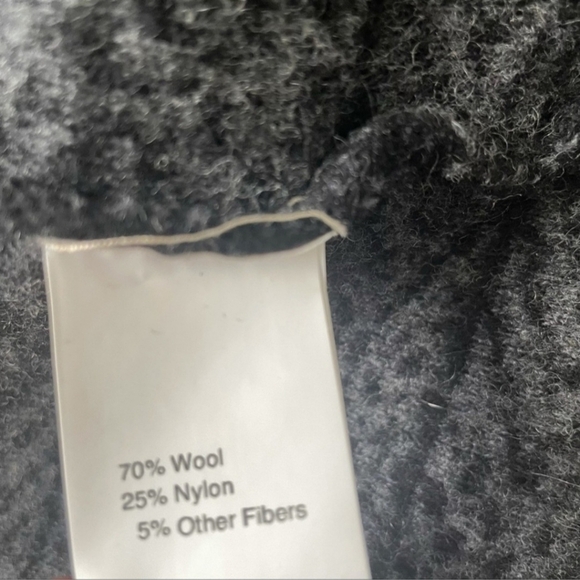 70% Wool
25% Nylon
5% Other Fibers